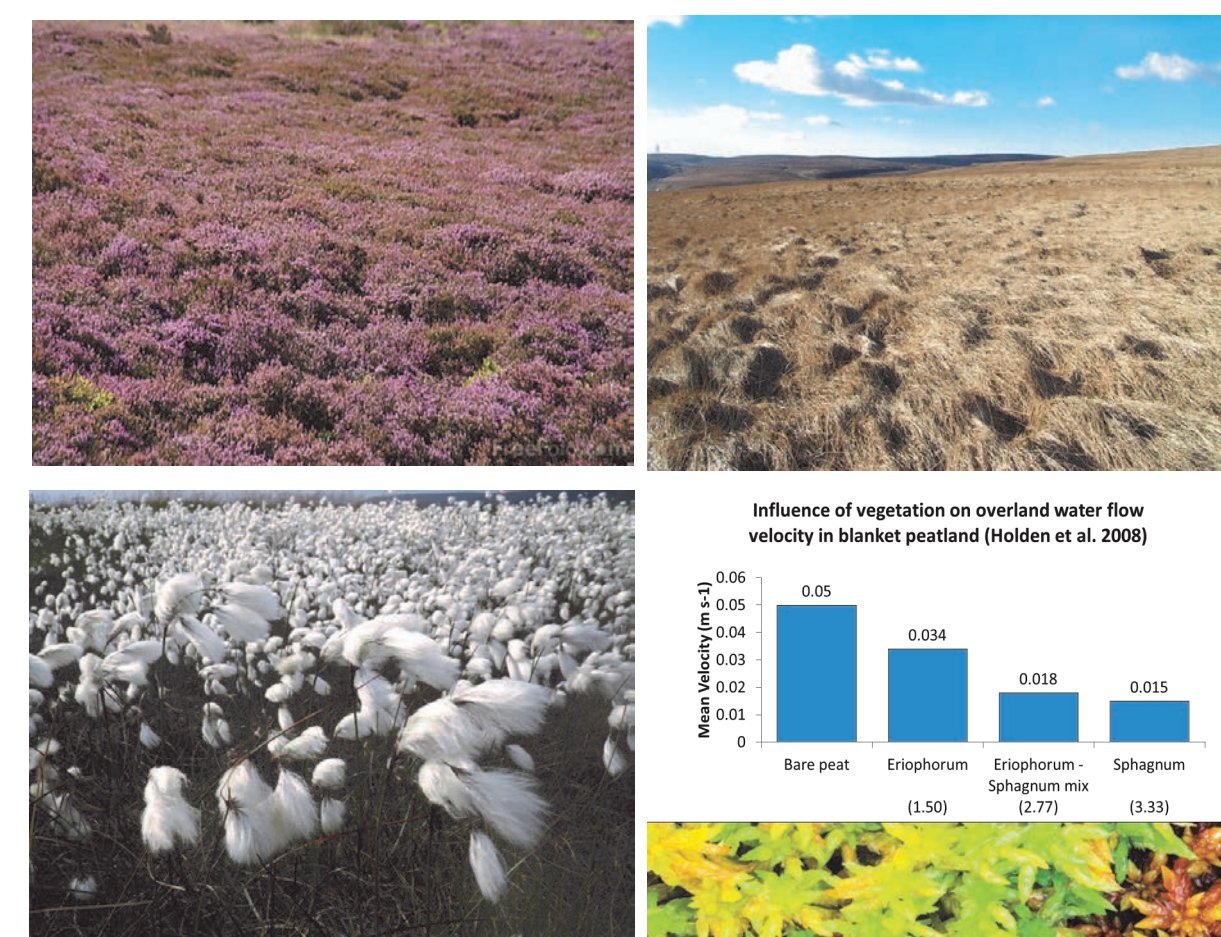 Influence of vegetation on overland water flow
velocity in blanket peatland (Holden et al. 2008)
Mean Velocity (m s-1)
0.06
0.05
0.04
0.03
0.02
0.01
0
0.05
0.034
0.018
0.015
Bare peat
Eriophorum
(1.50)
Eriophorum -
Sphagnum mix
(2.77)
Sphagnum
(3.33)